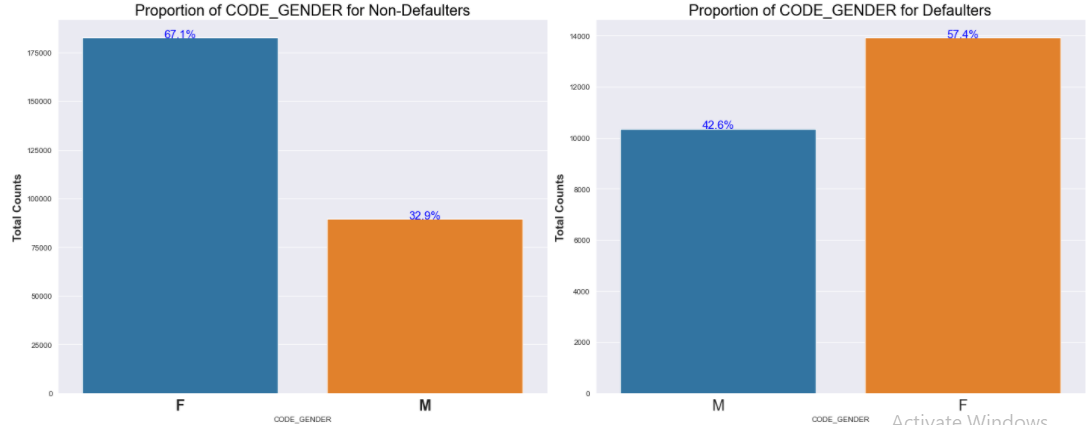 Proportion of CODE_GENDER for Non-Defaulters
67.1%
175000
150000
125000
100000
75000
50000
25000
0
Total Counts
32.9%
F
M
CODE_GENDER
Proportion of CODE_GENDER for Defaulters
57.4%
14000
12000
10000
8000
6000
4000
2000
0
Total Counts
42.6%
M
F
CODE_GENDER
Activate Windows